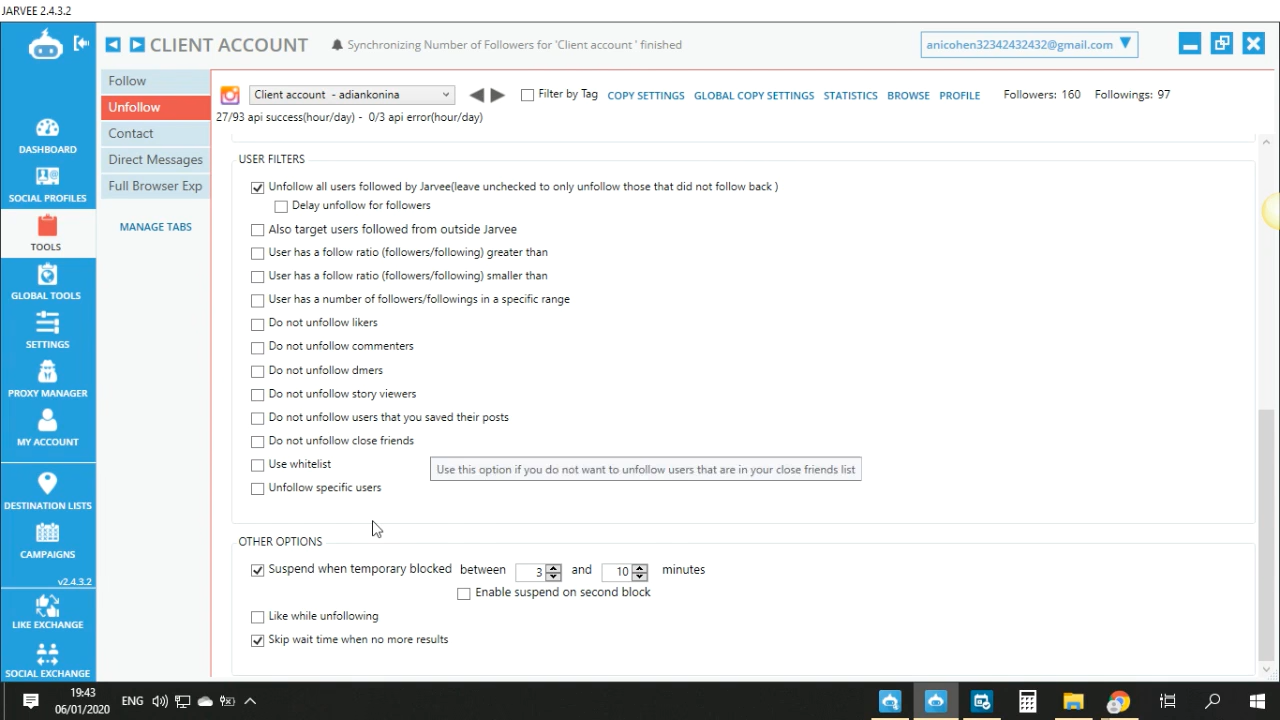 JARVEE 2.4.3.2
CLIENT ACCOUNT
Synchronizing Number of Followers for 'Client account ' finished
anicohen32342432432@gmail.com
Follow
Unfollow
Contact
Direct Messages
Full Browser Exp
MANAGE TABS
DASHBOARD
SOCIAL PROFILES
TOOLS
GLOBAL TOOLS
SETTINGS
PROXY MANAGER
MY ACCOUNT
DESTINATION LISTS
CAMPAIGNS
v2.4.3.2
LIKE EXCHANGE
SOCIAL EXCHANGE
Client account - adiankonina
Filter by Tag
COPY SETTINGS
GLOBAL COPY SETTINGS
STATISTICS
BROWSE
PROFILE
Followers: 160
Followings: 97
27/93 api success(hour/day) - 0/3 api error(hour/day)
USER FILTERS
Unfollow all users followed by Jarvee(leave unchecked to only unfollow those that did not follow back )
Delay unfollow for followers
Also target users followed from outside Jarvee
User has a follow ratio (followers/following) greater than
User has a follow ratio (followers/following) smaller than
User has a number of followers/followings in a specific range
Do not unfollow likers
Do not unfollow commenters
Do not unfollow dmers
Do not unfollow story viewers
Do not unfollow users that you saved their posts
Do not unfollow close friends
Use whitelist
Use this option if you do not want to unfollow users that are in your close friends list
Unfollow specific users
OTHER OPTIONS
Suspend when temporary blocked between 3 and 10 minutes
Enable suspend on second block
Like while unfollowing
Skip wait time when no more results
19:43
06/01/2020
ENG